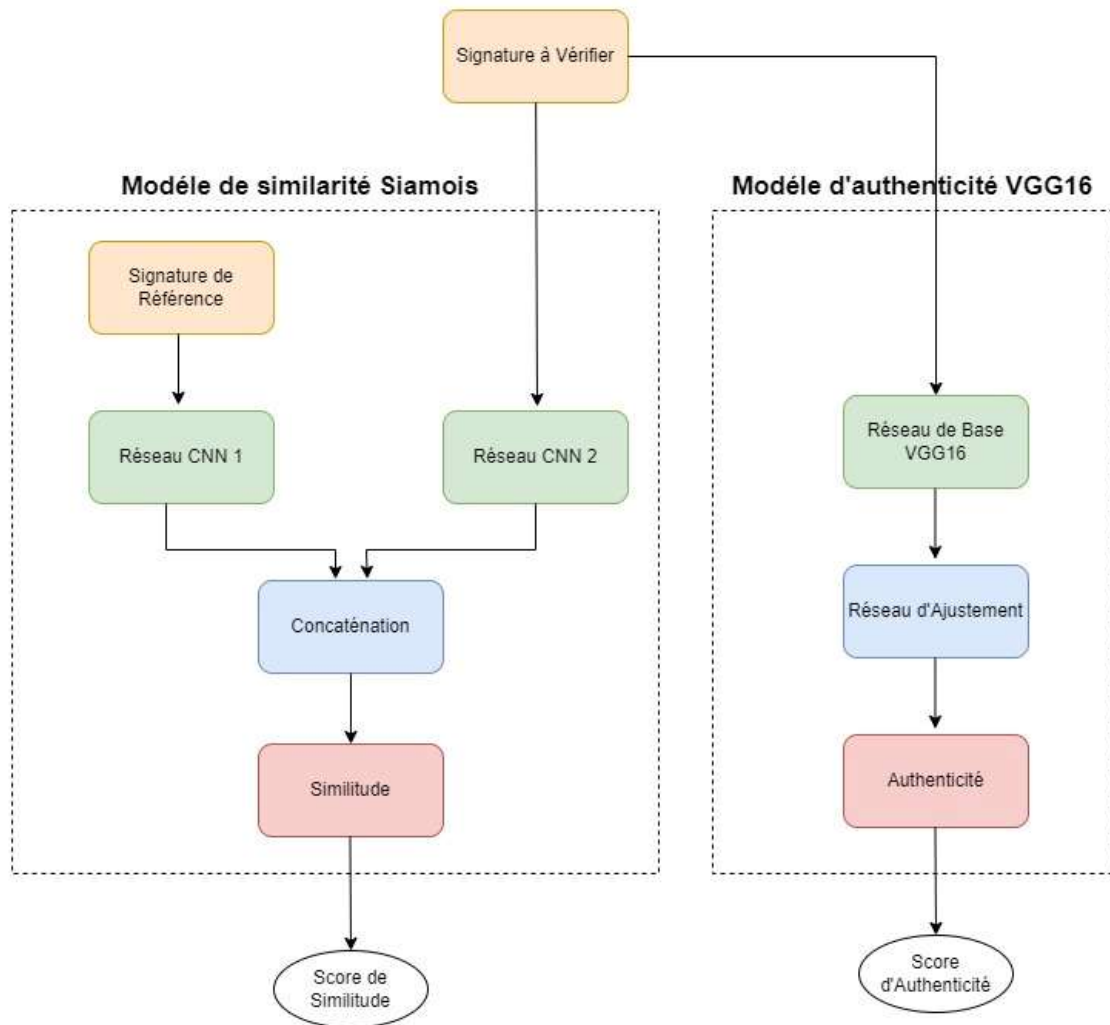 Signature à Vérifier
Modéle de similarité Siamois
Modéle d'authenticité VGG16
Signature de
Référence
Réseau CNN 1
Réseau CNN 2
Réseau de Base
VGG16
Concaténation
Réseau d'Ajustement
Similitude
Authenticité
Score de
Similitude
Score
d'Authenticité